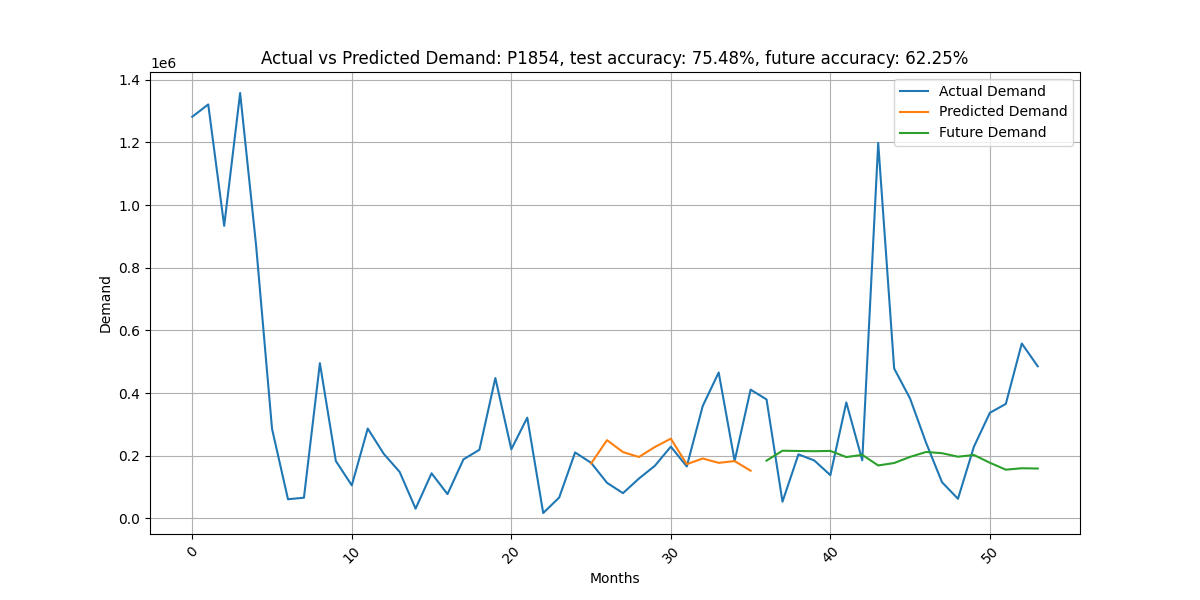 Actual vs Predicted Demand: P1854, test accuracy: 75.48%, future accuracy: 62.25%
1e6
1.4
1.2
1.0
0.8
0.6
0.4
0.2
0.0
Demand
Actual Demand
Predicted Demand
Future Demand
0
10
20
30
40
50
Months